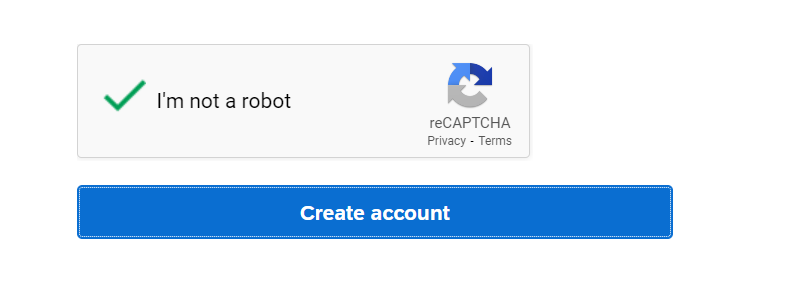 I'm not a robot
reCAPTCHA
Privacy - Terms
Create account